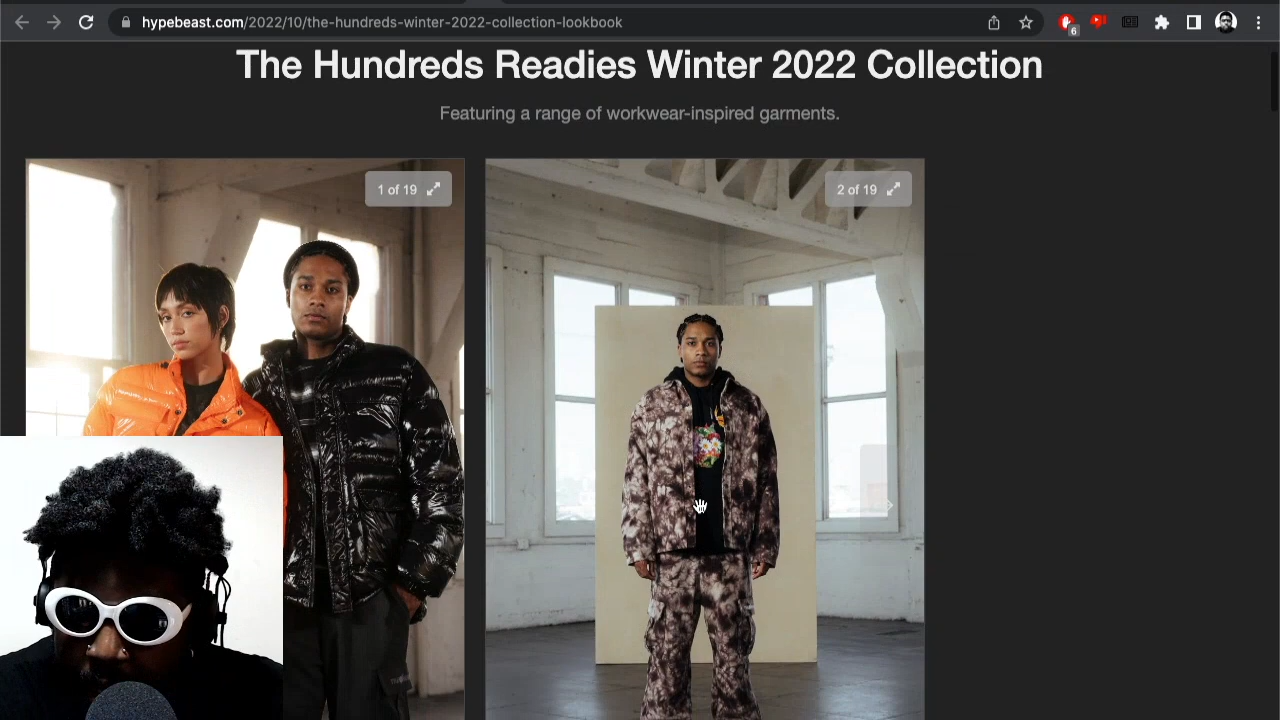 hypebeast.com/2022/10/the-hundreds-winter-2022-collection-lookbook
6
The Hundreds Readies Winter 2022 Collection
Featuring a range of workwear-inspired garments.
1 of 19
2 of 19